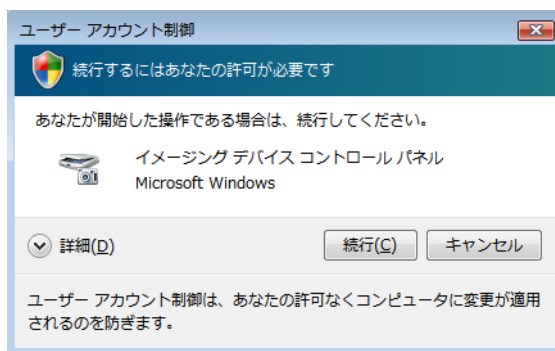 ユーザー アカウント制御
続行するにはあなたの許可が必要です
あなたが開始した操作である場合は、続行してください。
イメージング デバイス コントロール パネル
Microsoft Windows
詳細(D)
続行(C)
キャンセル
ユーザー アカウント制御は、あなたの許可なくコンピュータに変更が適用
されるのを防ぎます。